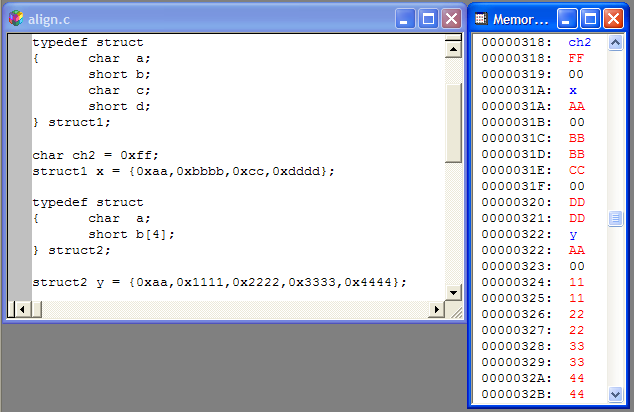 align.c
typedef struct
{      char  a;
       short b;
       char  c;
       short d;
} struct1;
char ch2 = 0xff;
struct1 x = {0xaa,0xbbbb,0xcc,0xdddd};
typedef struct
{      char  a;
       short b[4];
} struct2;
struct2 y = {0xaa,0x1111,0x2222,0x3333,0x4444};
Memor...
00000318:  ch2
00000318:  FF
00000319:  00
0000031A:  x
0000031A:  AA
0000031B:  00
0000031C:  BB
0000031D:  BB
0000031E:  CC
0000031F:  00
00000320:  DD
00000321:  DD
00000322:  y
00000322:  AA
00000323:  00
00000324:  11
00000325:  11
00000326:  22
00000327:  22
00000328:  33
00000329:  33
0000032A:  44
0000032B:  44